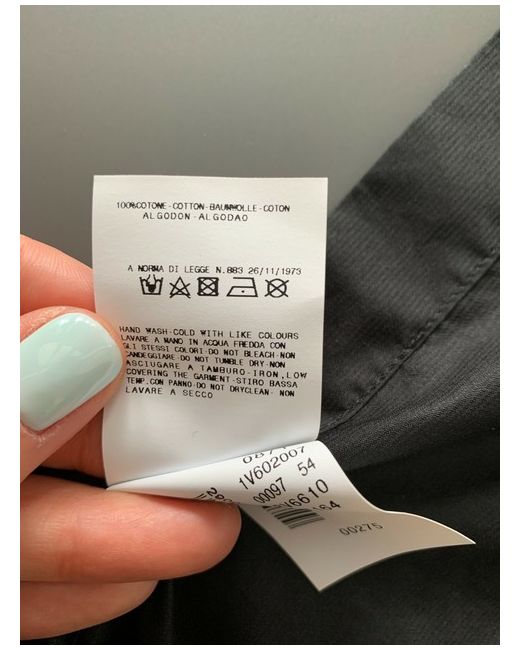 100%COTONE-COTTON-BAUMWOLLE-COTON
ALGODON-ALGODAO
A NORMA DI LEGGE N.883 26/11/1973
HAND WASH-COLD WITH LIKE COLOURS
LAVARE A MANO IN ACQUA FREDDA CON
GLI STESSI COLORI-DO NOT BLEACH-NON
CANDEGGIARE-DO NOT TUMBLE DRY-NON
ASCIUGARE A TAMBURO-IRON,LOW
COVERING THE GARMENT-STIRO BASSA
TEMP.CON PANNO-DO NOT DRYCLEAN-NON
LAVARE A SECCO
1V602007
00097 54
6610
64
00275